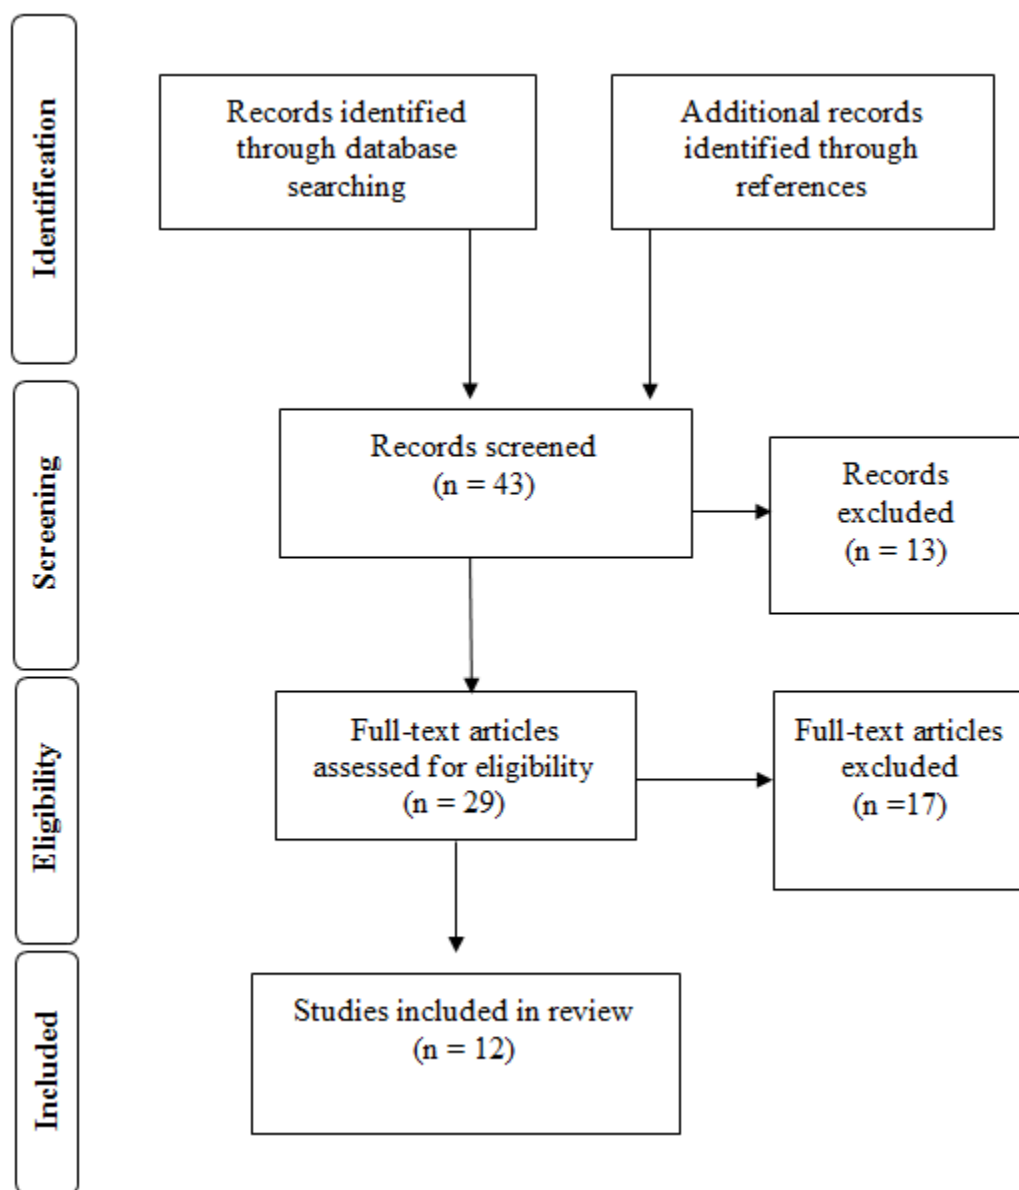 Identification
Records identified
through database
searching
Additional records
identified through
references
Screening
Records screened
(n = 43)
Records
excluded
(n = 13)
Eligibility
Full-text articles
assessed for eligibility
(n = 29)
Full-text articles
excluded
(n =17)
Included
Studies included in review
(n = 12)